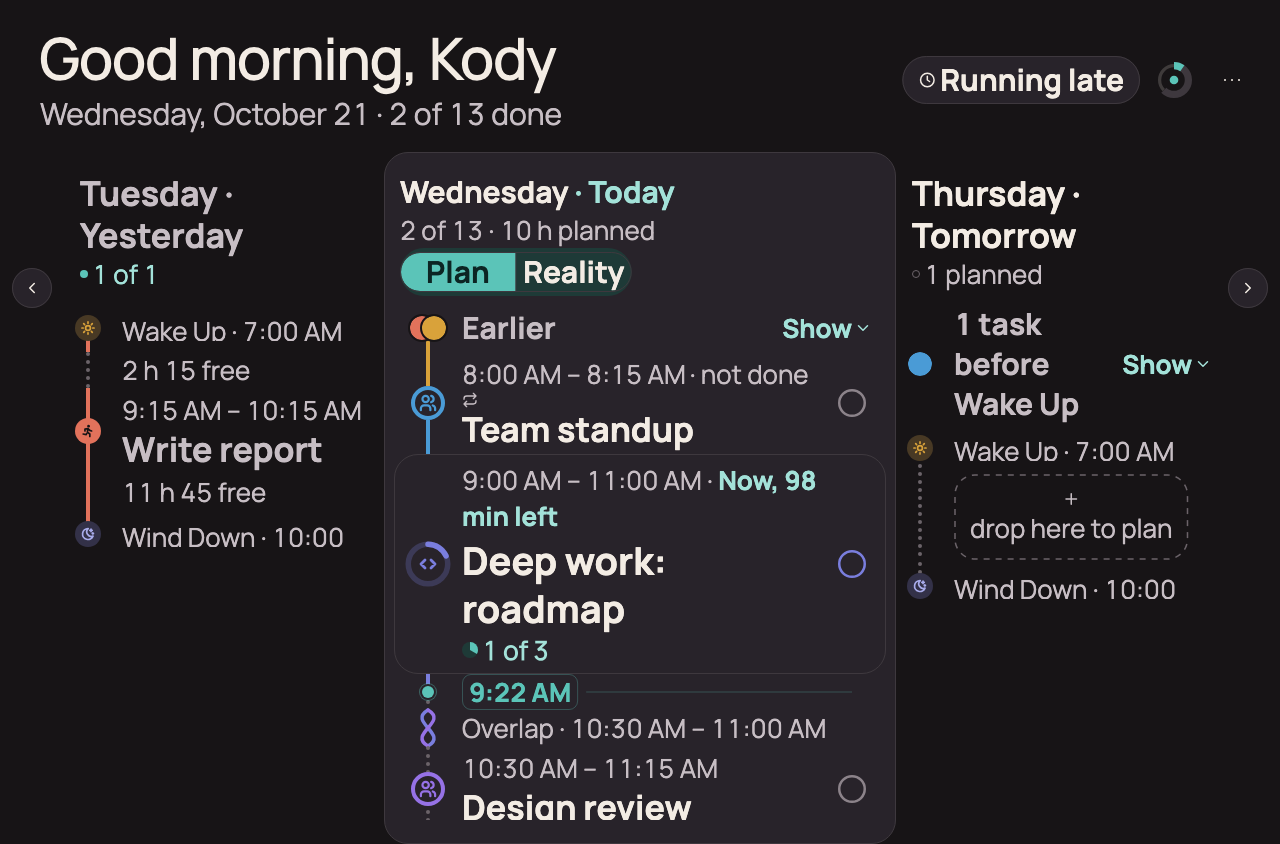 Good morning, Kody
Wednesday, October 21 · 2 of 13 done
Running late
···
Tuesday ·
Yesterday
1 of 1
Wake Up · 7:00 AM
2 h 15 free
9:15 AM – 10:15 AM
Write report
11 h 45 free
Wind Down · 10:00
Wednesday · Today
2 of 13 · 10 h planned
Plan Reality
Earlier Show
8:00 AM – 8:15 AM · not done
Team standup
9:00 AM – 11:00 AM · Now, 98
min left
Deep work:
roadmap
1 of 3
9:22 AM
Overlap · 10:30 AM – 11:00 AM
10:30 AM – 11:15 AM
Design review
Thursday ·
Tomorrow
1 planned
1 task
before
Wake Up
Show
Wake Up · 7:00 AM
+
drop here to plan
Wind Down · 10:00